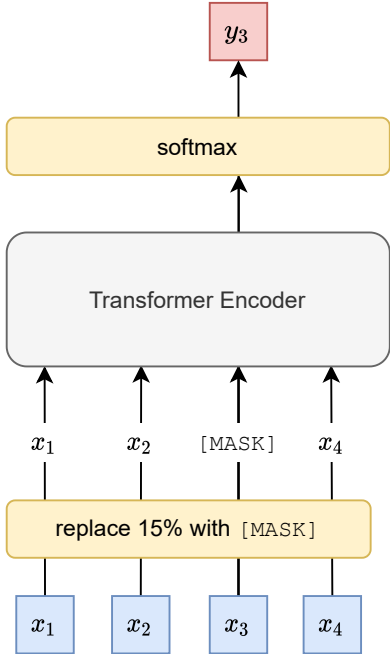 y3
softmax
Transformer Encoder
x1 x2 [MASK] x4
replace 15% with [MASK]
x1 x2 x3 x4